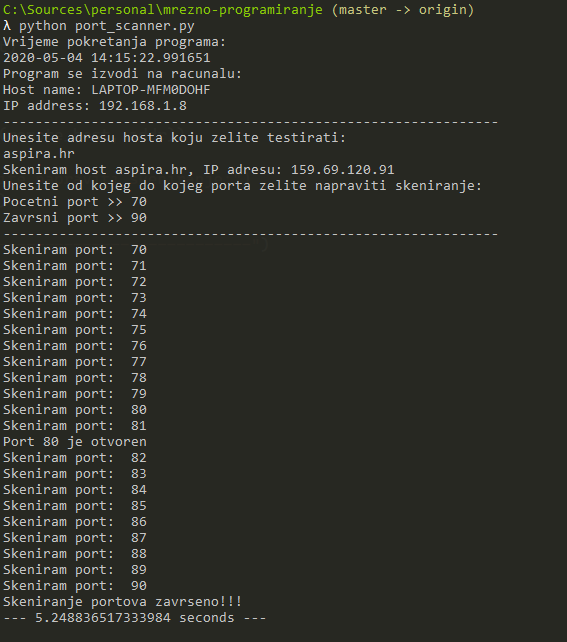 C:\Sources\personal\mrezno-programiranje (master -> origin)
λ python port_scanner.py
Vrijeme pokretanja programa:
2020-05-04 14:15:22.991651
Program se izvodi na racunalu:
Host name: LAPTOP-MFM0DOHF
IP address: 192.168.1.8
--------------------------------------------------------------
Unesite adresu hosta koju zelite testirati:
aspira.hr
Skeniram host aspira.hr, IP adresu: 159.69.120.91
Unesite od kojeg do kojeg porta zelite napraviti skeniranje:
Pocetni port >> 70
Zavrsni port >> 90
--------------------------------------------------------------
Skeniram port:  70
Skeniram port:  71
Skeniram port:  72
Skeniram port:  73
Skeniram port:  74
Skeniram port:  75
Skeniram port:  76
Skeniram port:  77
Skeniram port:  78
Skeniram port:  79
Skeniram port:  80
Skeniram port:  81
Port 80 je otvoren
Skeniram port:  82
Skeniram port:  83
Skeniram port:  84
Skeniram port:  85
Skeniram port:  86
Skeniram port:  87
Skeniram port:  88
Skeniram port:  89
Skeniram port:  90
Skeniranje portova zavrseno!!!
--- 5.248836517333984 seconds ---